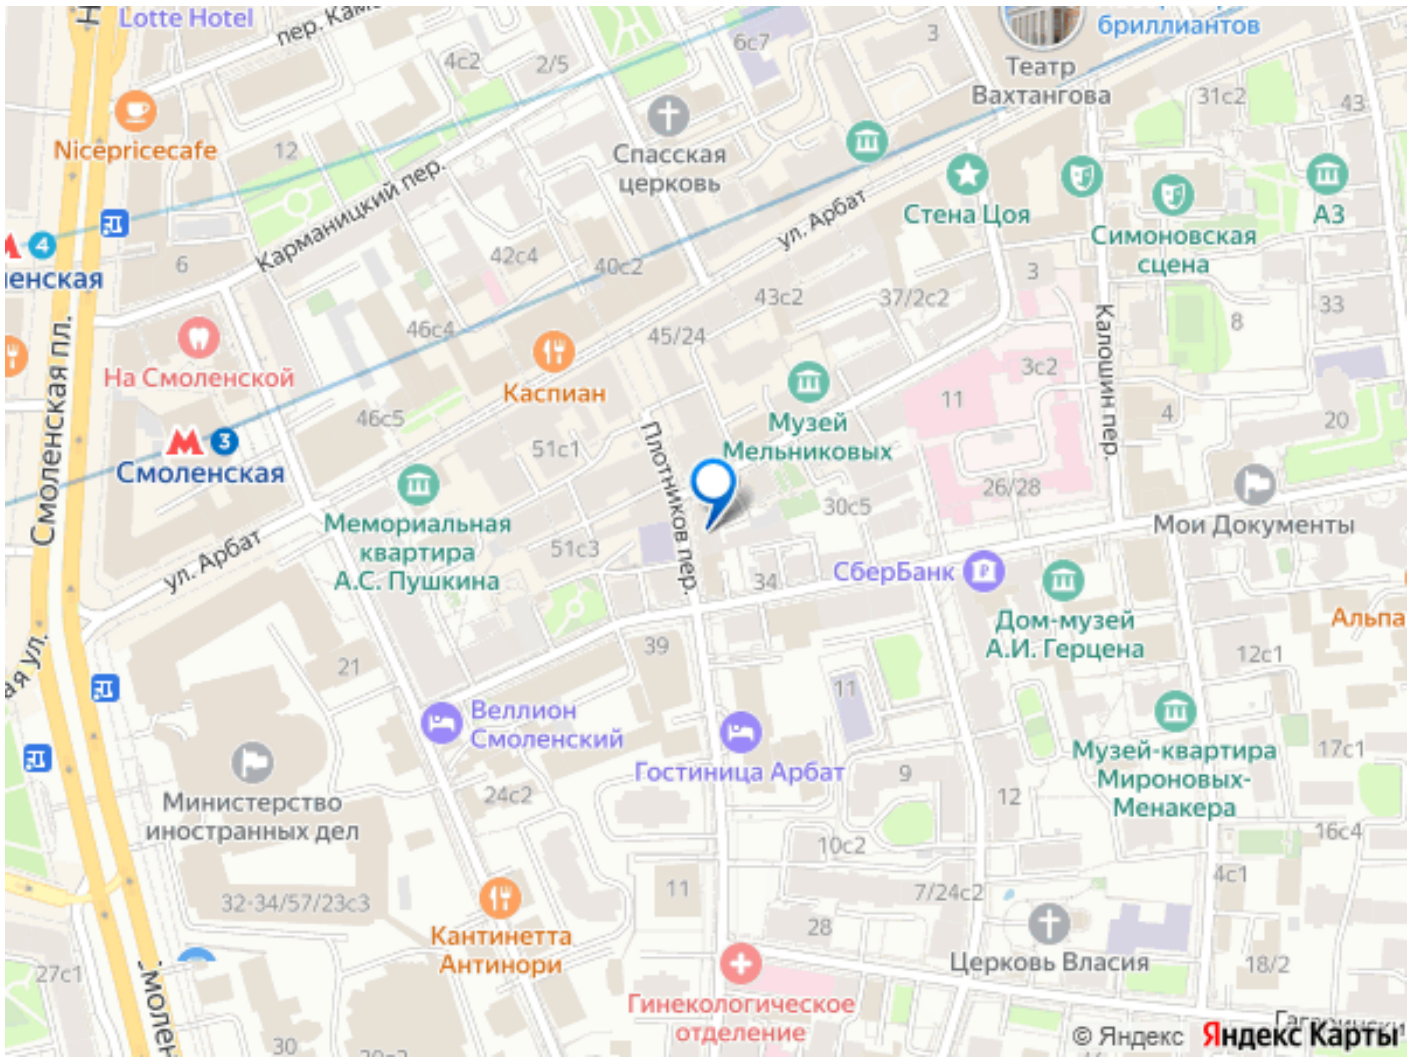 Lotte Hotel
пер. Кам
4с2
2/5
6с7
3
бриллиантов
Театр
Вахтангова
31с2
43
Nicepricecafe
12
Карманицкий пер.
Спасская
церковь
ул. Арбат
Стена Цоя
Симоновская
сцена
АЗ
4
ленская
6
42с4
40с2
43с2
37/2с2
3
8
33
Смоленская пл.
На Смоленской
46с4
45/24
Каспиан
46с5
51с1
Музей
Мельниковых
11
3с2
Калошин пер.
4
20
3
Смоленская
Плотников пер.
Мемориальная
квартира
А.С. Пушкина
51с3
30с5
26/28
Мои Документы
ул. Арбат
34
СберБанк
Дом-музей
А.И. Герцена
Альпа
ая ул.
21
39
11
12с1
Веллион
Смоленский
Гостиница Арбат
Музей-квартира
Мироновых-
Менакера
17с1
Министерство
иностранных дел
24с2
9
12
10с2
16с4
32-34/57/23с3
11
7/24с2
4с1
Кантинетта
Антинори
28
Церковь Власия
18/2
27с1
Смолен
Гинекологическое
отделение
30
Гагарински
© Яндекс Яндекс Карты